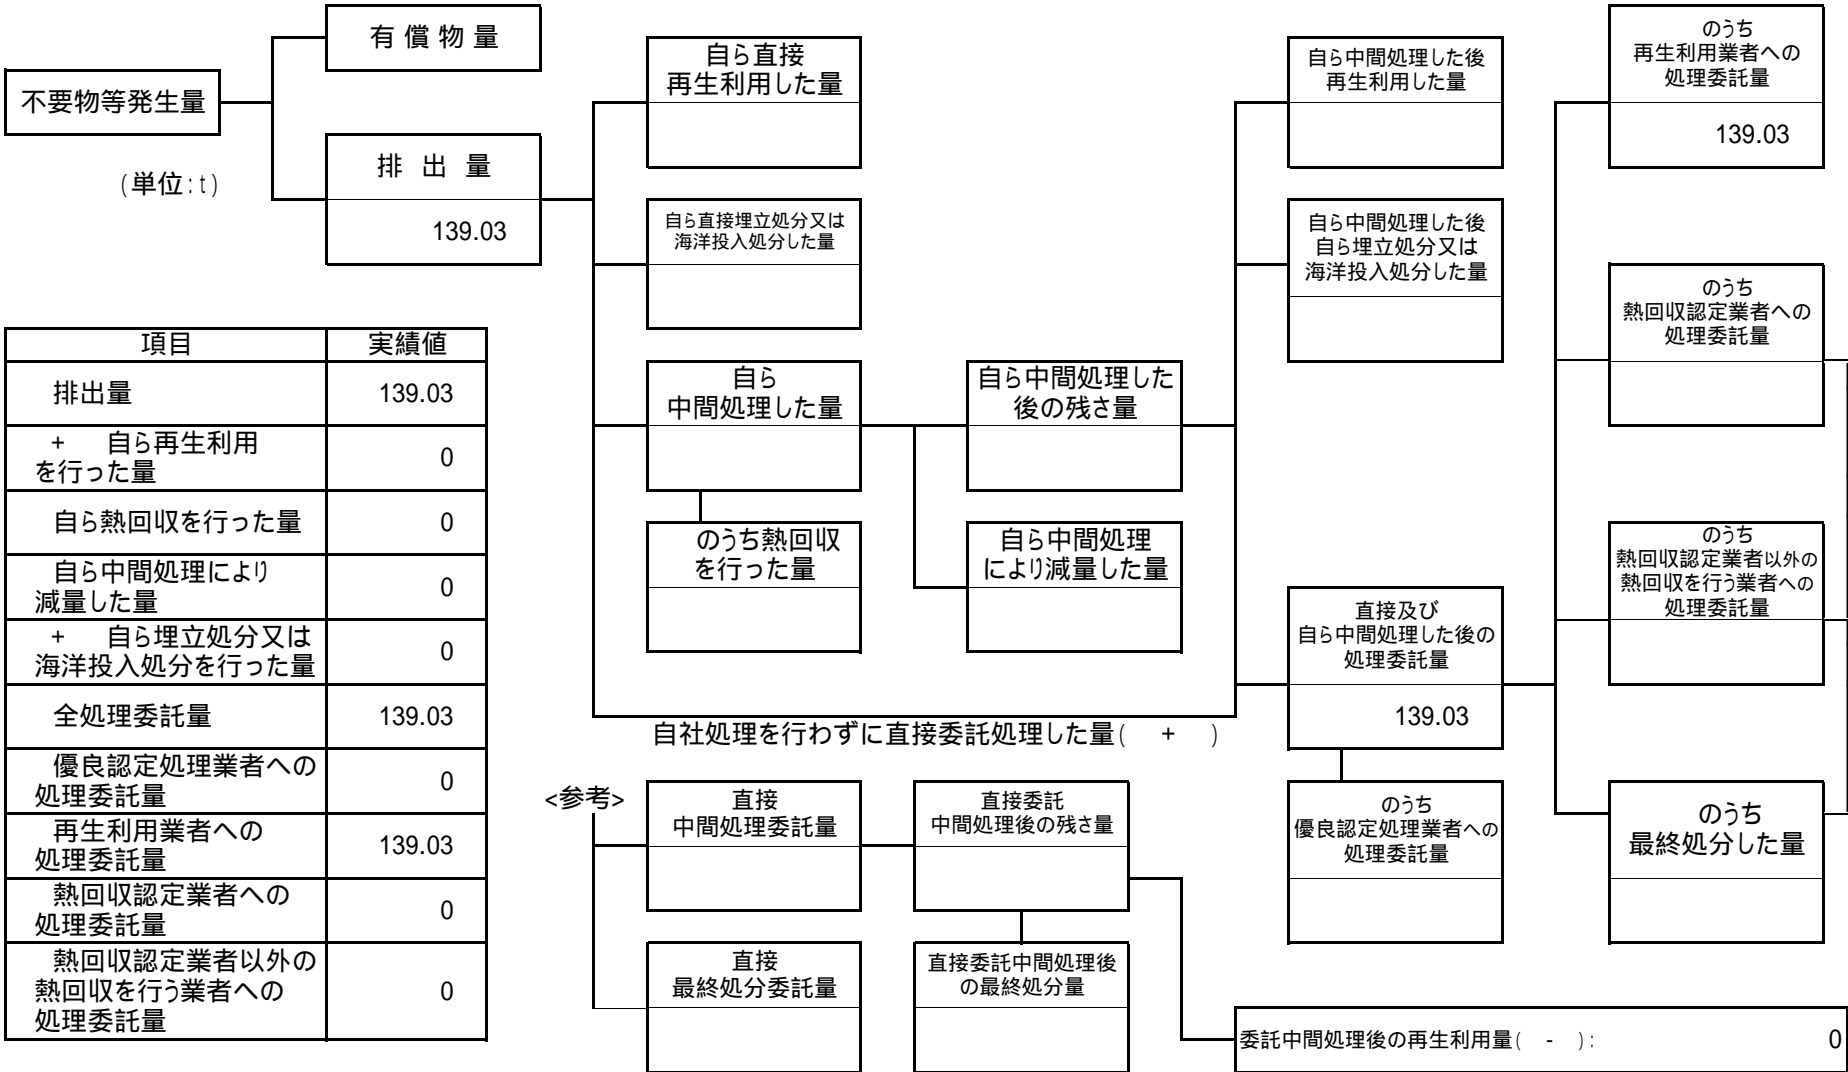 不要物等発生量
(単位:t)
有 償 物 量
排 出 量
139.03
自ら直接
再生利用した量
自ら直接埋立処分又は
海洋投入処分した量
自ら
中間処理した量
のうち熱回収
を行った量
自ら中間処理した
後の残さ量
自ら中間処理
により減量した量
自ら中間処理した後
再生利用した量
自ら中間処理した後
自ら埋立処分又は
海洋投入処分した量
直接及び
自ら中間処理した後の
処理委託量
139.03
のうち
優良認定処理業者への
処理委託量
のうち
再生利用業者への
処理委託量
139.03
のうち
熱回収認定業者への
処理委託量
のうち
熱回収認定業者以外の
熱回収を行う業者への
処理委託量
のうち
最終処分した量
自社処理を行わずに直接委託処理した量( + )
<参考>
直接
中間処理委託量
直接委託
中間処理後の残さ量
直接
最終処分委託量
直接委託中間処理後
の最終処分量
委託中間処理後の再生利用量( - ): 0
項目 実績値
排出量 139.03
+ 自ら再生利用
を行った量 0
自ら熱回収を行った量 0
自ら中間処理により
減量した量 0
+ 自ら埋立処分又は
海洋投入処分を行った量 0
全処理委託量 139.03
優良認定処理業者への
処理委託量 0
再生利用業者への
処理委託量 139.03
熱回収認定業者への
処理委託量 0
熱回収認定業者以外の
熱回収を行う業者への
処理委託量 0